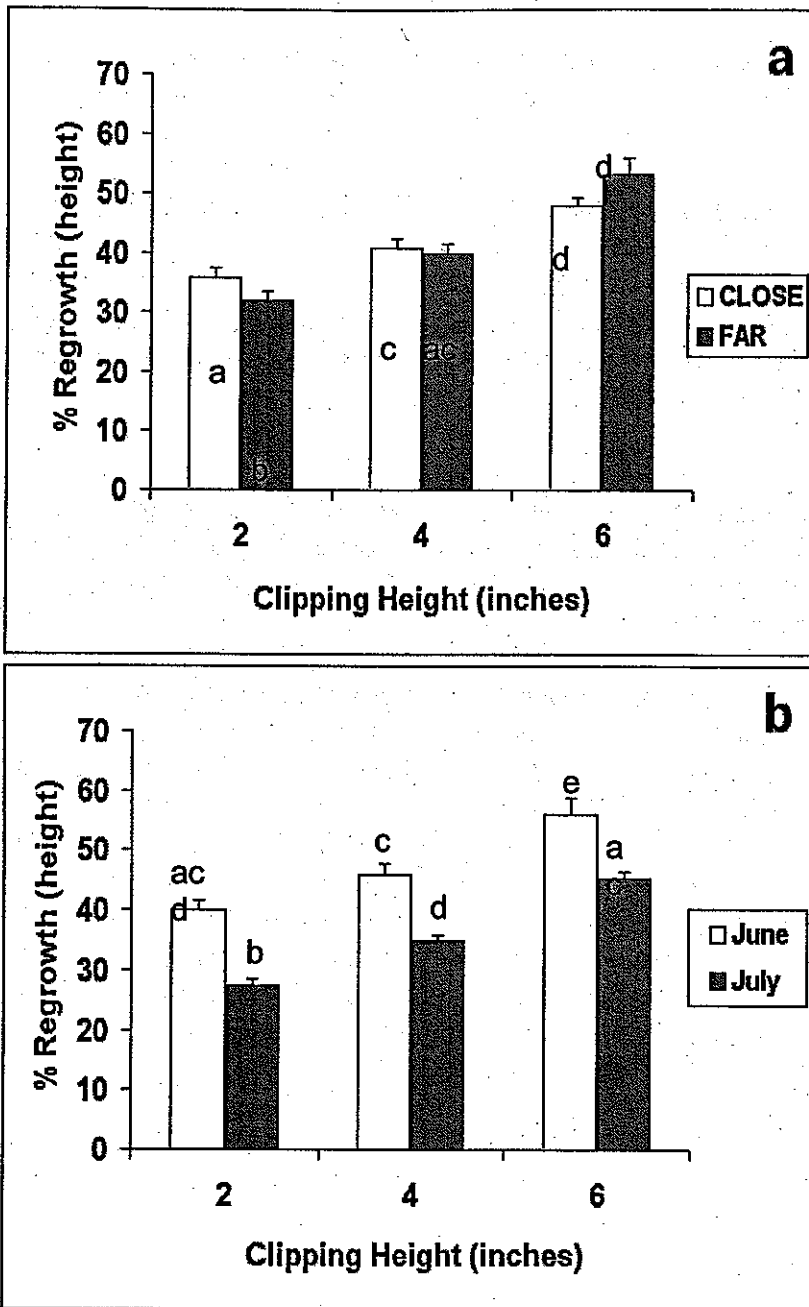 a
70
60
50
40
30
20
10
0
% Regrowth (height)
a
b
c
ac
d
d
2
4
6
Clipping Height (inches)
CLOSE
FAR
b
70
60
50
40
30
20
10
0
% Regrowth (height)
ac
d
b
c
d
e
a
c
2
4
6
Clipping Height (inches)
June
July